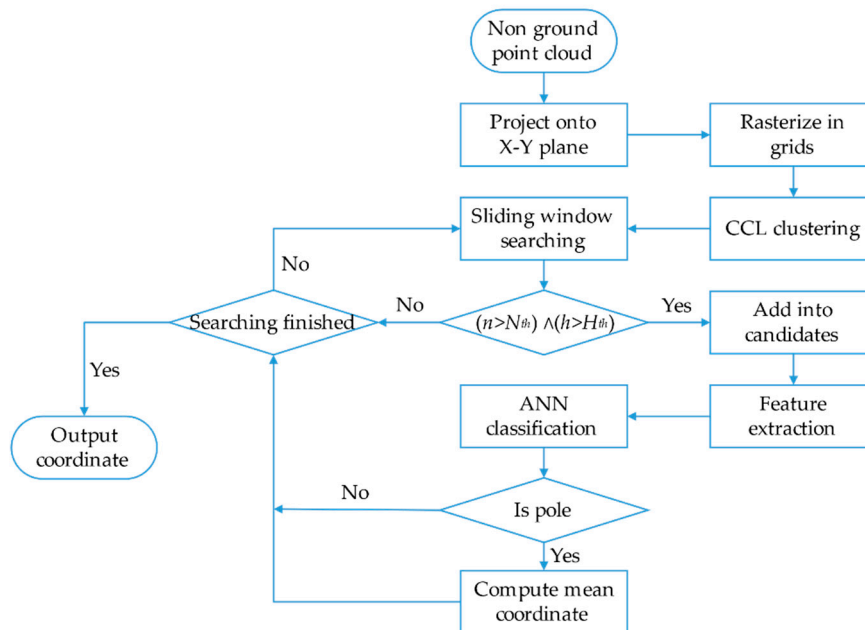 Non ground
point cloud
Project onto
X-Y plane
Rasterize in
grids
Sliding window
searching
CCL clustering
No
Searching finished
No
(n>Nth) ∧(h>Hth)
Yes
Add into
candidates
Yes
Output
coordinate
ANN
classification
Feature
extraction
No
Is pole
Yes
Compute mean
coordinate